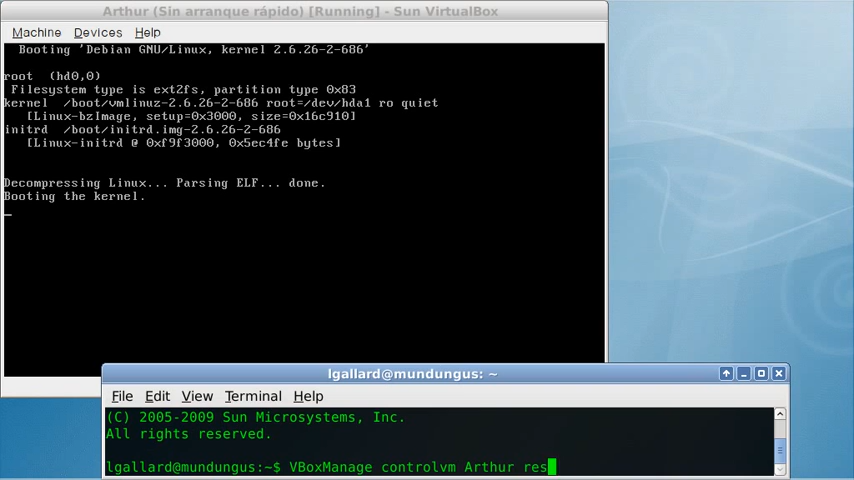 Arthur (Sin arranque rápido) [Running] - Sun VirtualBox
Machine Devices Help
Booting 'Debian GNU/Linux, kernel 2.6.26-2-686'
root (hd0,0)
Filesystem type is ext2fs, partition type 0x83
kernel /boot/vmlinuz-2.6.26-2-686 root=/dev/hda1 ro quiet
[Linux-bzImage, setup=0x3000, size=0x16c910]
initrd /boot/initrd.img-2.6.26-2-686
[Linux-initrd @ 0xf9f3000, 0x5ec4fe bytes]
Decompressing Linux... Parsing ELF... done.
Booting the kernel.
lgallard@mundungus: ~
File Edit View Terminal Help
(C) 2005-2009 Sun Microsystems, Inc.
All rights reserved.
lgallard@mundungus:~$ VBoxManage controlvm Arthur res